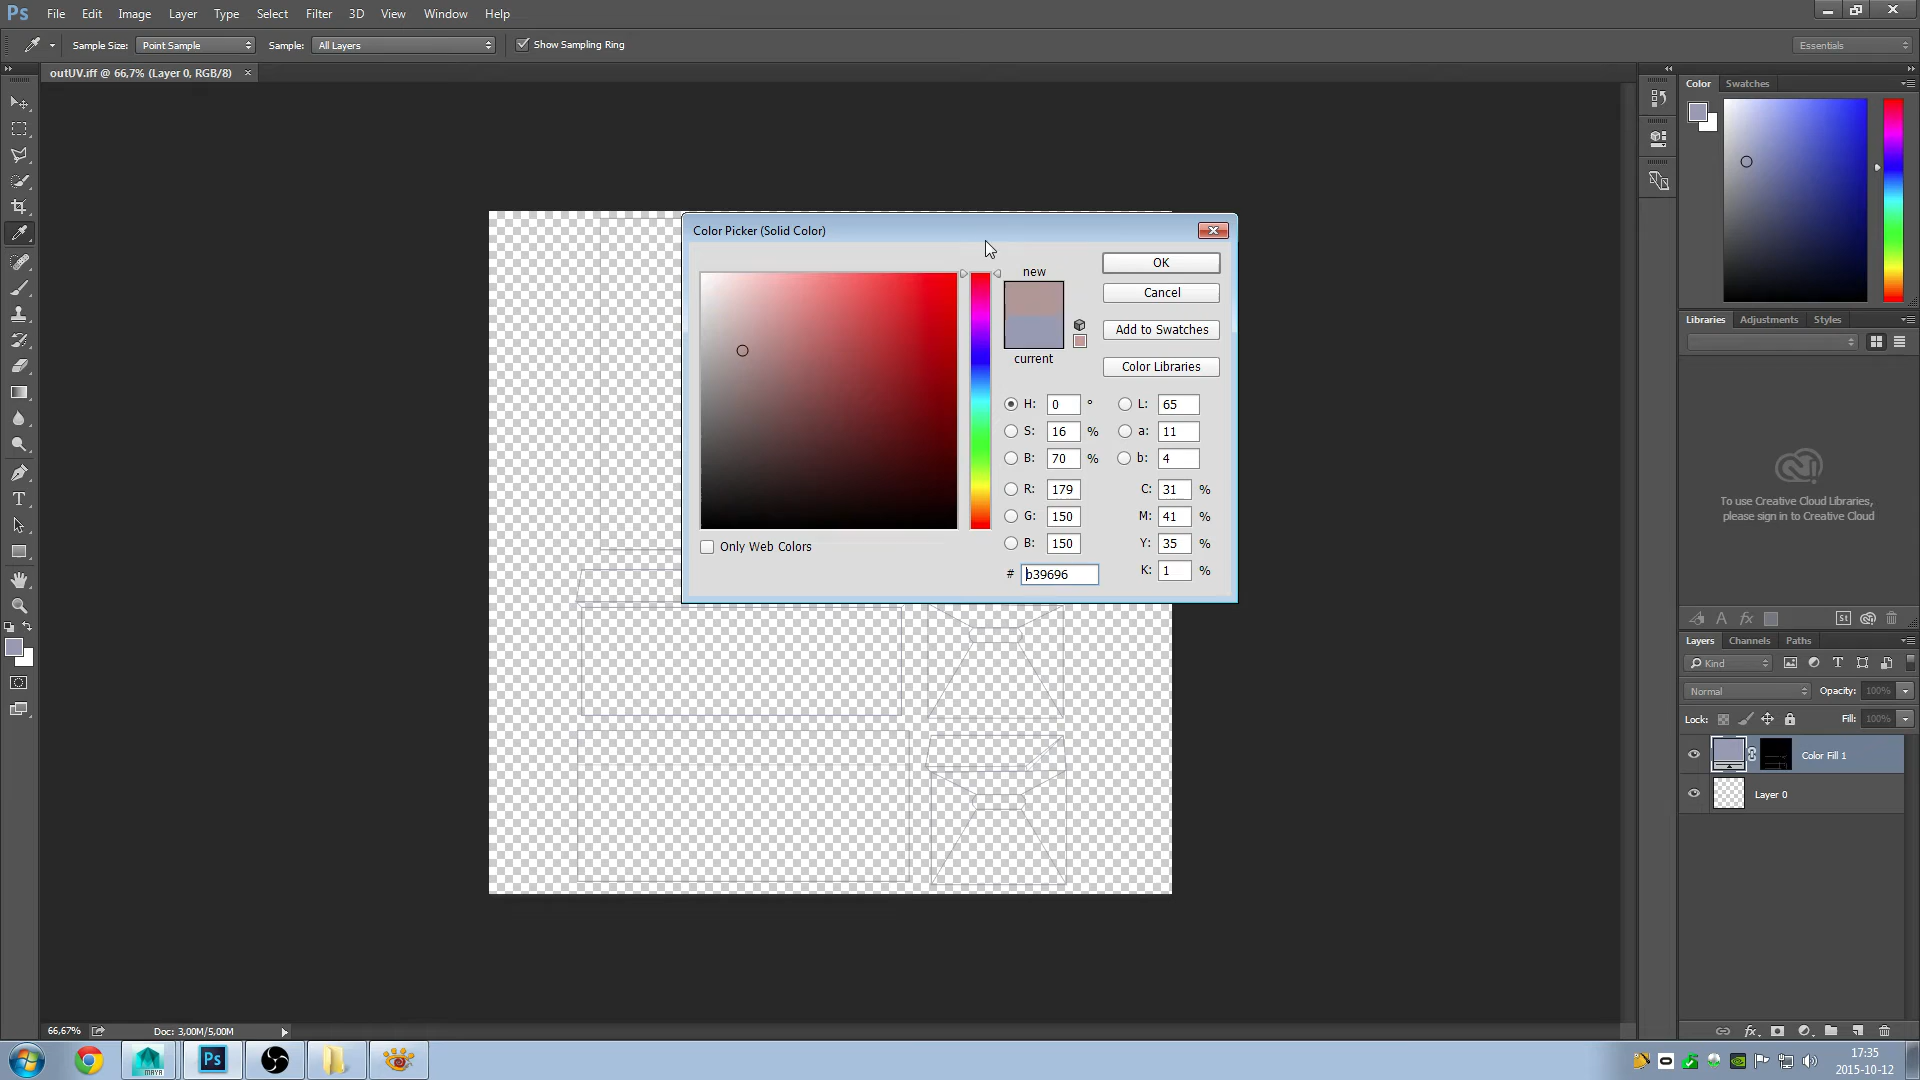 Ps File Edit Image Layer Type Select Filter 3D View Window Help
Sample Size: Point Sample Sample: All Layers Show Sampling Ring Essentials
outUV.iff @ 66,7% (Layer 0, RGB/8) ×
Color Swatches
Color Picker (Solid Color)
new
current
OK
Cancel
Add to Swatches
Color Libraries
H: 0 ° L: 65
S: 16 % a: 11
B: 70 % b: 4
R: 179 C: 31 %
G: 150 M: 41 %
B: 150 Y: 35 %
# b39696 K: 1 %
Only Web Colors
Libraries Adjustments Styles
To use Creative Cloud Libraries,
please sign in to Creative Cloud
St
Layers Channels Paths
Kind
Normal Opacity: 100%
Lock: Fill: 100%
Color Fill 1
Layer 0
66,67% Doc: 3,00M/5,00M
MAYA Ps
17:35
2015-10-12